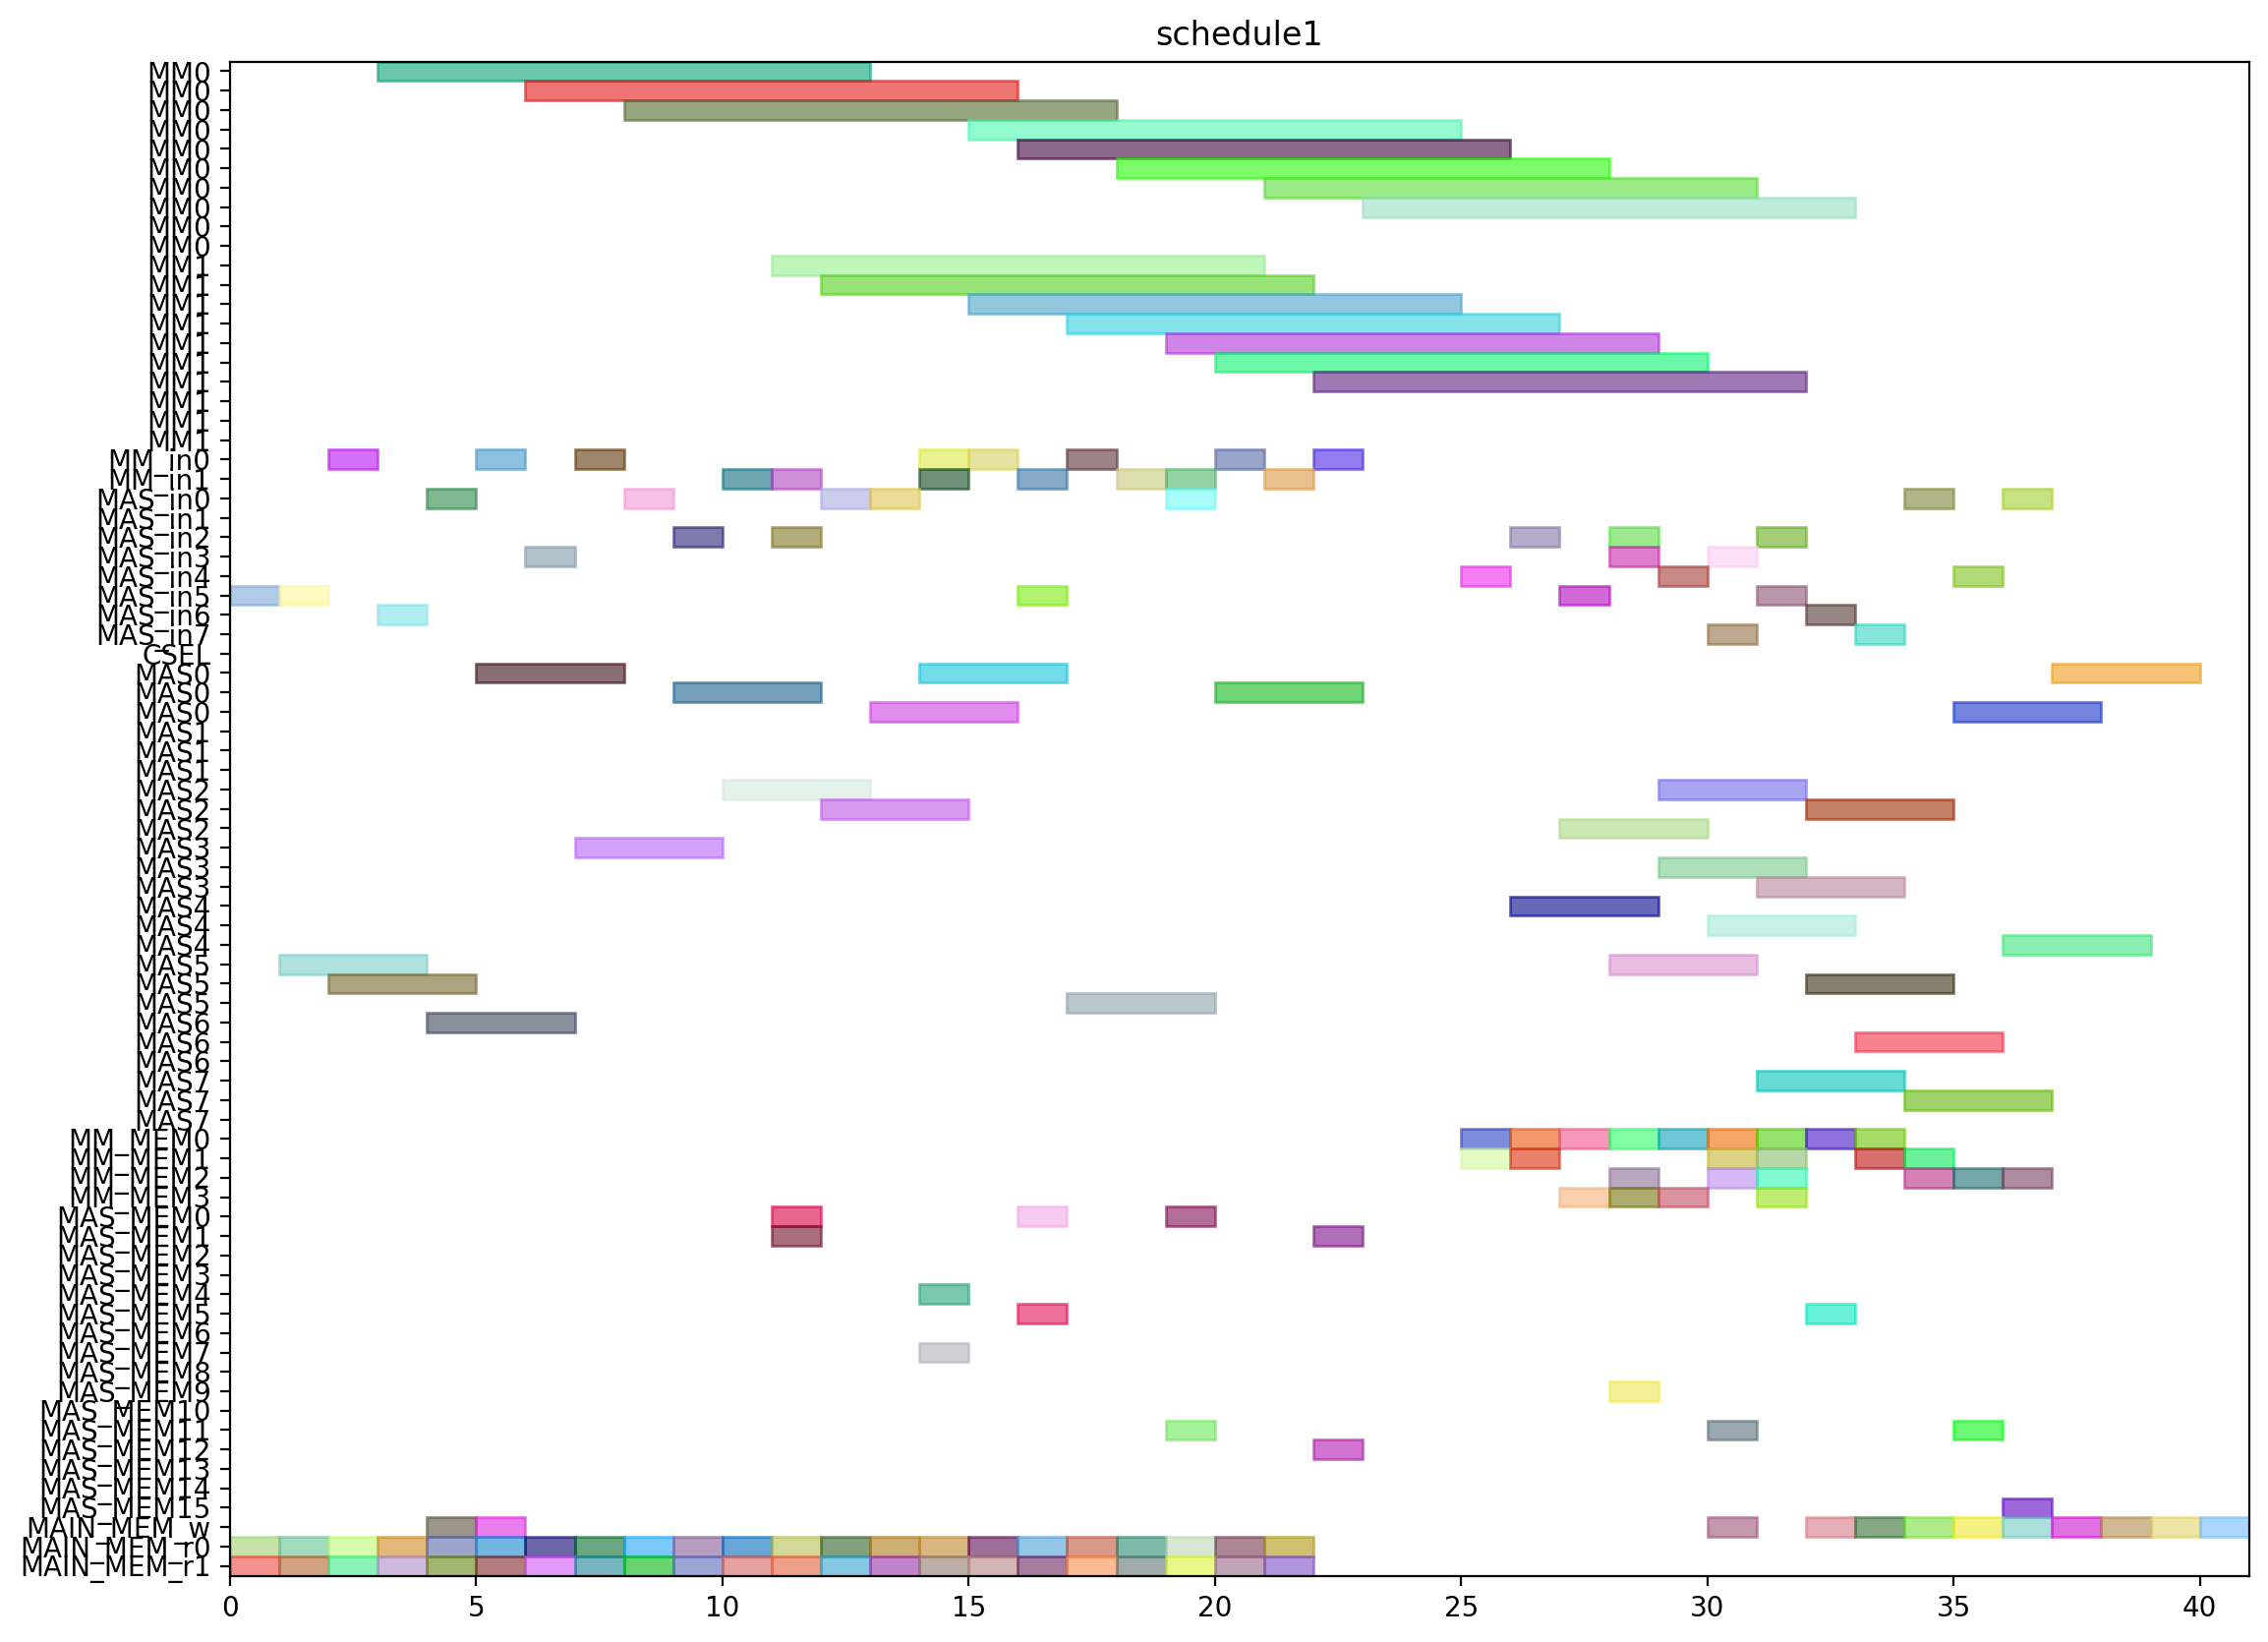 schedule1
MM0
MM0
MM0
MM0
MM0
MM0
MM0
MM0
MM0
MM0
MM1
MM1
MM1
MM1
MM1
MM1
MM1
MM1
MM1
MM1
MM_in0
MM_in1
MAS_in0
MAS_in1
MAS_in2
MAS_in3
MAS_in4
MAS_in5
MAS_in6
MAS_in7
CSEL
MAS0
MAS0
MAS0
MAS1
MAS1
MAS1
MAS2
MAS2
MAS2
MAS3
MAS3
MAS3
MAS4
MAS4
MAS4
MAS5
MAS5
MAS5
MAS6
MAS6
MAS6
MAS7
MAS7
MAS7
MM_MEM0
MM_MEM1
MM_MEM2
MM_MEM3
MAS_MEM0
MAS_MEM1
MAS_MEM2
MAS_MEM3
MAS_MEM4
MAS_MEM5
MAS_MEM6
MAS_MEM7
MAS_MEM8
MAS_MEM9
MAS_MEM10
MAS_MEM11
MAS_MEM12
MAS_MEM13
MAS_MEM14
MAS_MEM15
MAIN_MEM_w
MAIN_MEM_r0
MAIN_MEM_r1
0 5 10 15 20 25 30 35 40